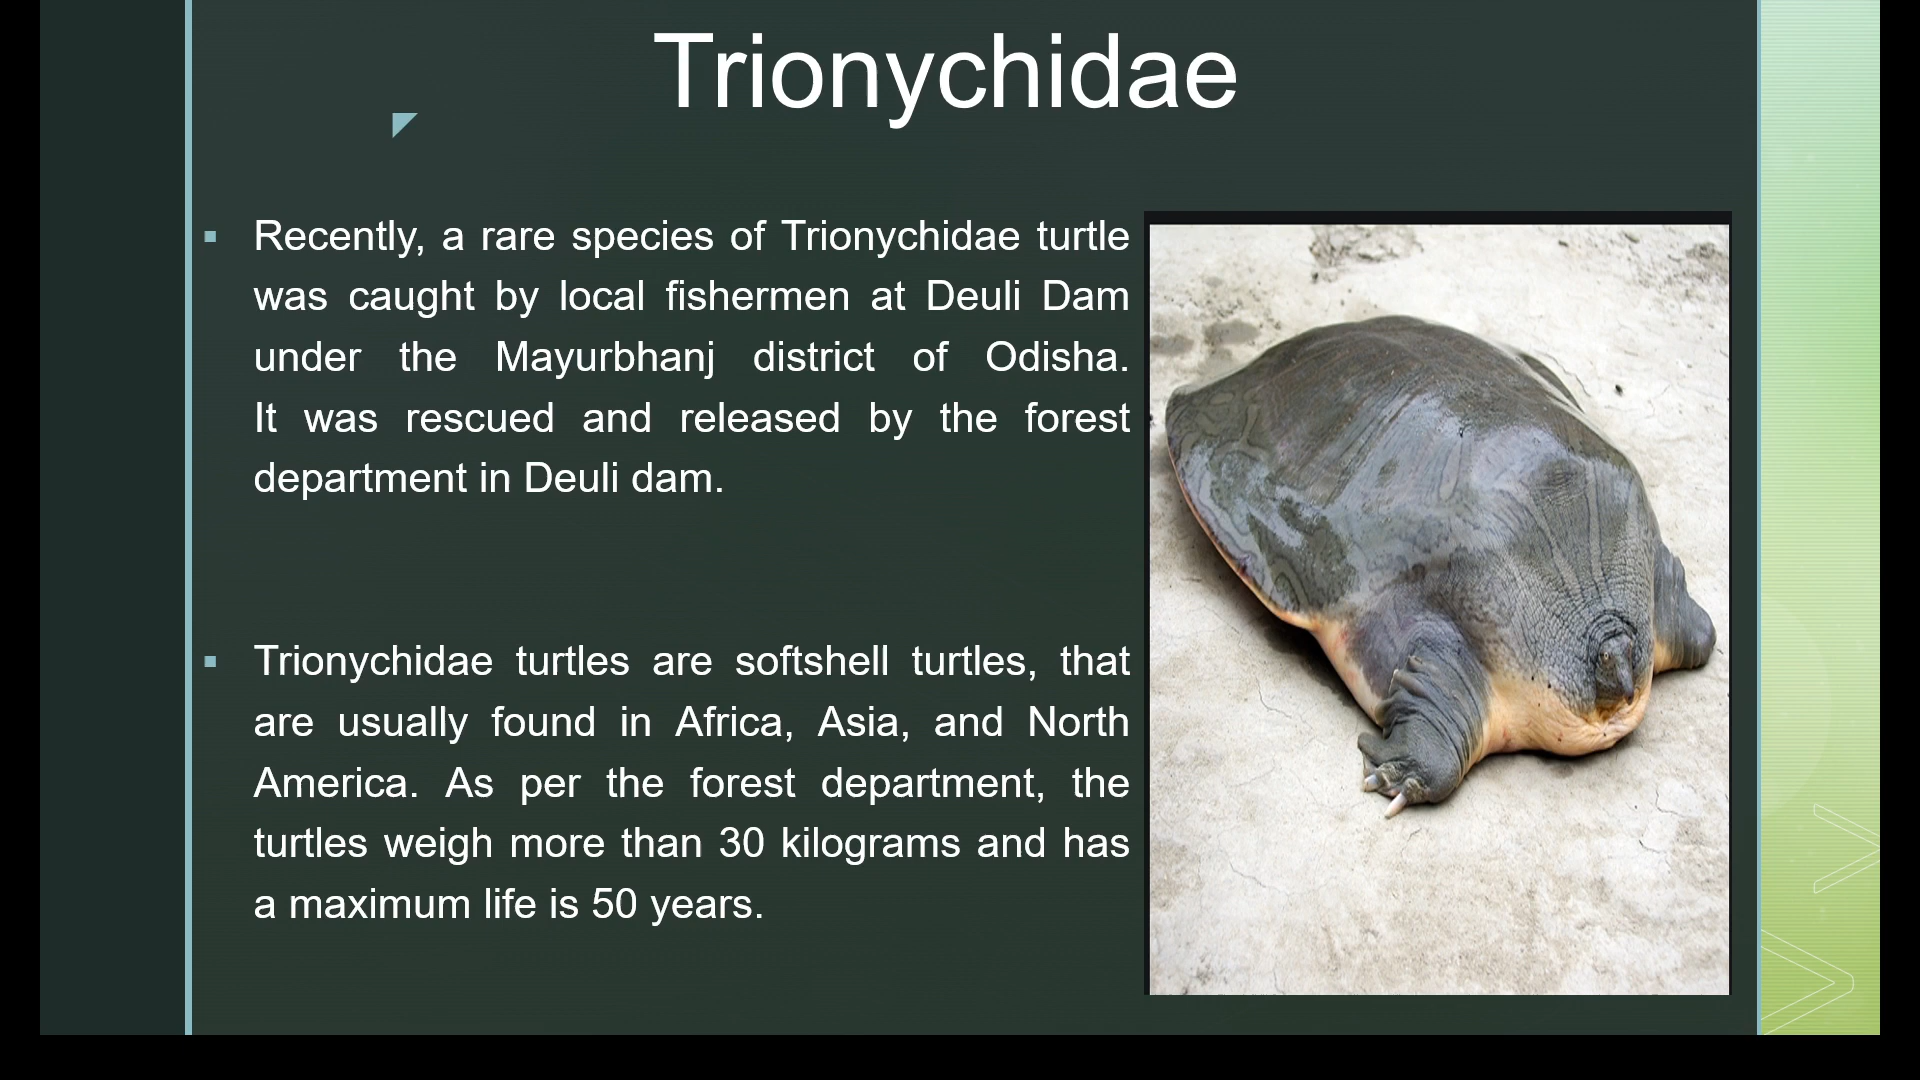 Trionychidae
▪ Recently, a rare species of Trionychidae turtle
was caught by local fishermen at Deuli Dam
under the Mayurbhanj district of Odisha.
It was rescued and released by the forest
department in Deuli dam.
▪ Trionychidae turtles are softshell turtles, that
are usually found in Africa, Asia, and North
America. As per the forest department, the
turtles weigh more than 30 kilograms and has
a maximum life is 50 years.